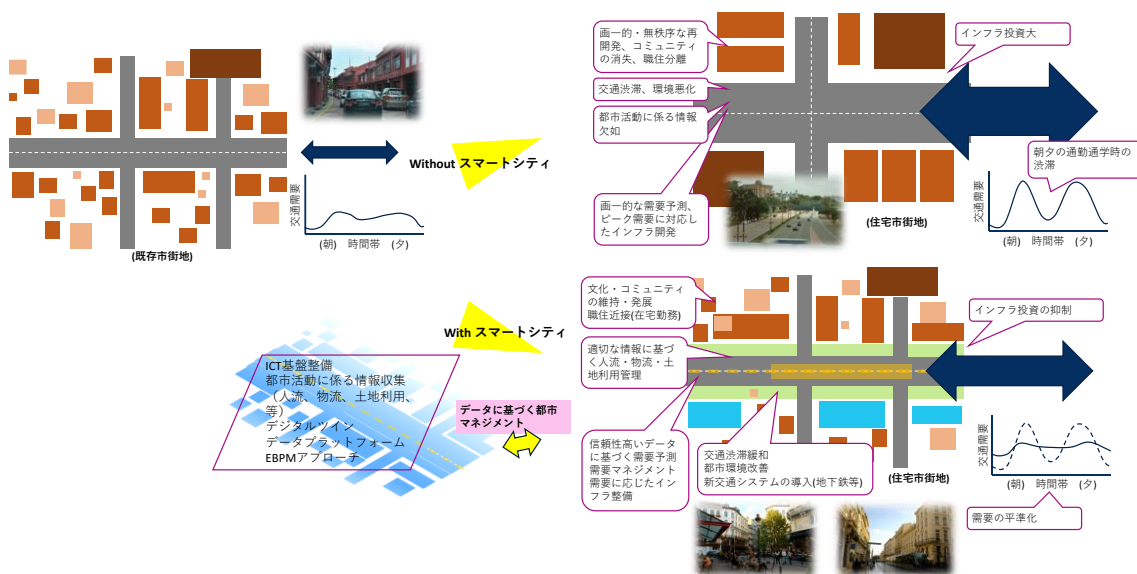 Without スマートシティ
交通需要
(朝) 時間帯 (夕)
(既存市街地)
画一的・無秩序な再
開発、コミュニティ
の消失、職住分離
交通渋滞、環境悪化
都市活動に係る情報
欠如
画一的な需要予測、
ピーク需要に対応し
たインフラ開発
インフラ投資大
朝夕の通勤通学時の
渋滞
(住宅市街地)
交通需要
(朝) 時間帯 (夕)
With スマートシティ
ICT基盤整備
都市活動に係る情報収集
（人流、物流、土地利用、
等）
デジタルツイン
データプラットフォーム
EBPMアプローチ
データに基づく都市
マネジメント
文化・コミュニティ
の維持・発展
職住近接(在宅勤務)
適切な情報に基づ
く人流・物流・土
地利用管理
信頼性高いデータ
に基づく需要予測
需要マネジメント
需要に応じたイン
フラ整備
交通渋滞緩和
都市環境改善
新交通システムの導入(地下鉄等)
インフラ投資の抑制
(住宅市街地)
交通需要
(朝) 時間帯 (夕)
需要の平準化